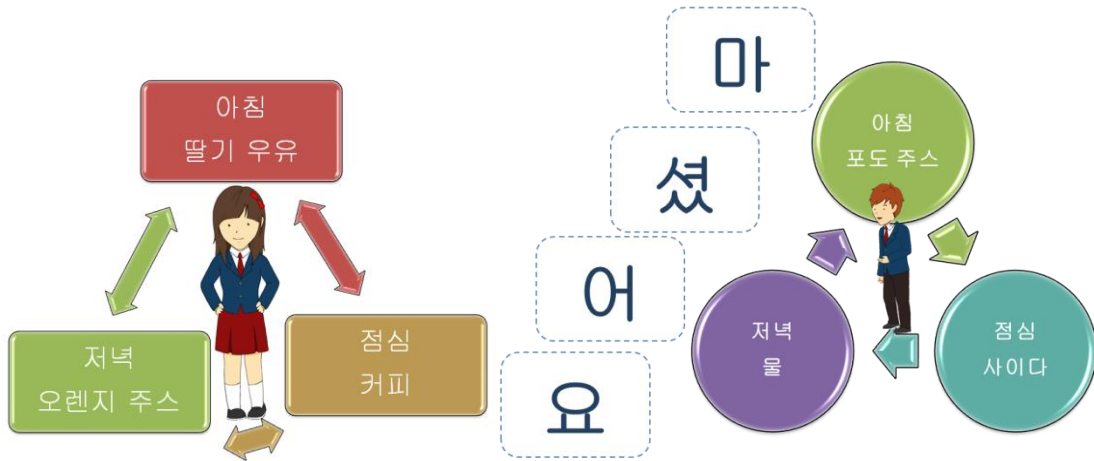 아침
딸기 우유
저녁
오렌지 주스
점심
커피
마
셨
어
요
아침
포도 주스
저녁
물
점심
사이다